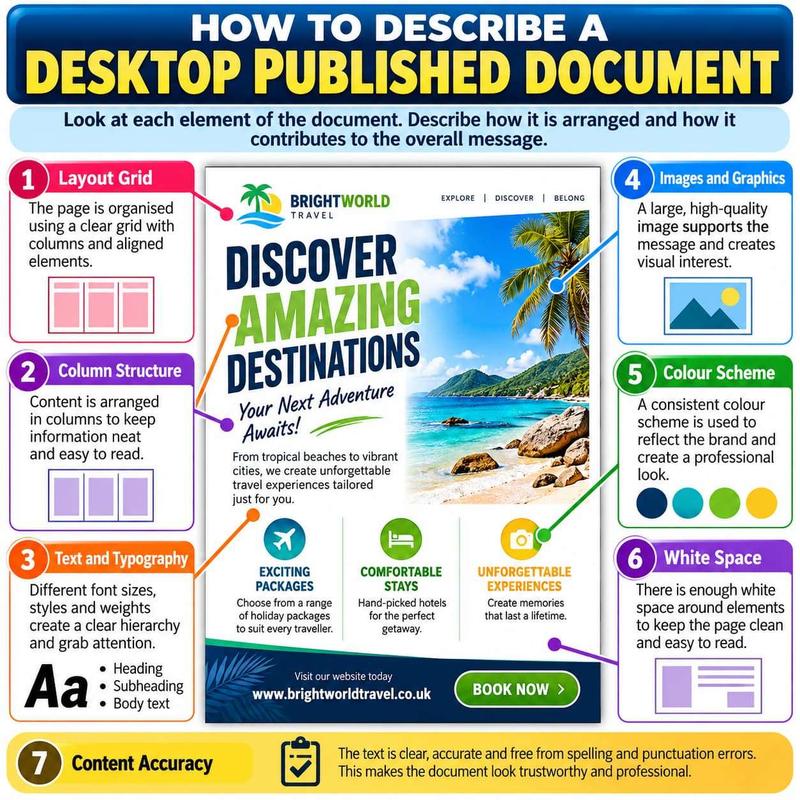 HOW TO DESCRIBE A
DESKTOP PUBLISHED DOCUMENT
Look at each element of the document. Describe how it is arranged and how it
contributes to the overall message.
1 Layout Grid
The page is organised
using a clear grid with
columns and aligned
elements.
2 Column Structure
Content is arranged
in columns to keep
information neat
and easy to read.
3 Text and Typography
Different font sizes,
styles and weights
create a clear hierarchy
and grab attention.
Aa
• Heading
• Subheading
• Body text
BRIGHTWORLD
TRAVEL
EXPLORE | DISCOVER | BELONG
DISCOVER
AMAZING
DESTINATIONS
Your Next Adventure
Awaits!
From tropical beaches to vibrant
cities, we create unforgettable
travel experiences tailored
just for you.
EXCITING
PACKAGES
Choose from a range
of holiday packages
to suit every traveller.
COMFORTABLE
STAYS
Hand-picked hotels
for the perfect
getaway.
UNFORGETTABLE
EXPERIENCES
Create memories
that last a lifetime.
Visit our website today
www.brightworldtravel.co.uk
BOOK NOW >
4 Images and Graphics
A large, high-quality
image supports the
message and creates
visual interest.
5 Colour Scheme
A consistent colour
scheme is used to
reflect the brand and
create a professional
look.
6 White Space
There is enough white
space around elements
to keep the page clean
and easy to read.
7 Content Accuracy
The text is clear, accurate and free from spelling and punctuation errors.
This makes the document look trustworthy and professional.